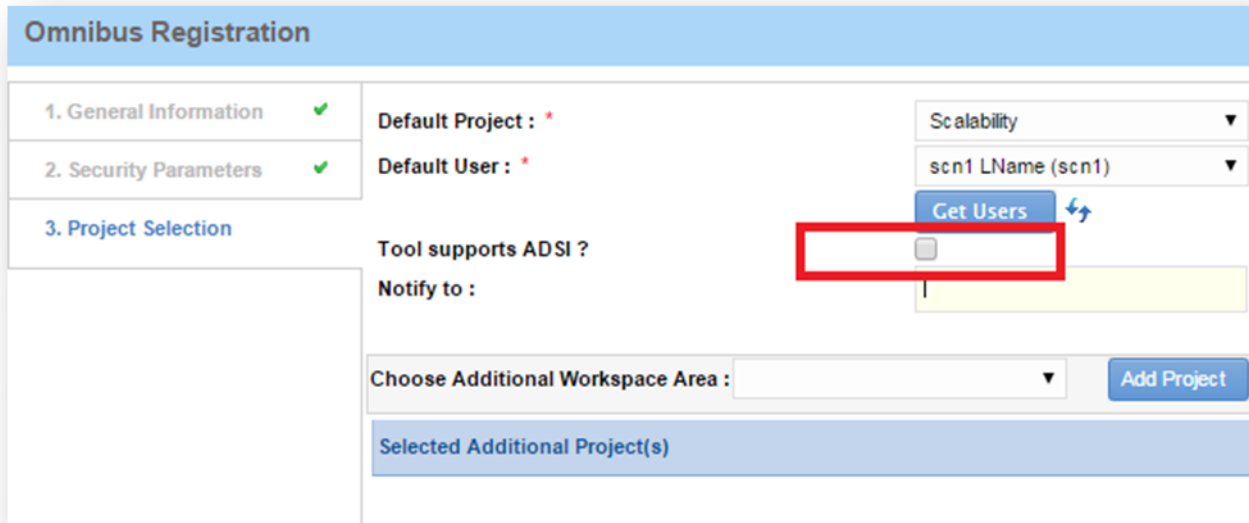 Omnibus Registration
1. General Information
2. Security Parameters
3. Project Selection
Default Project : * Scalability
Default User : * scn1 LName (scn1)
Get Users
Tool supports ADSI ?
Notify to :
Choose Additional Workspace Area : Add Project
Selected Additional Project(s)